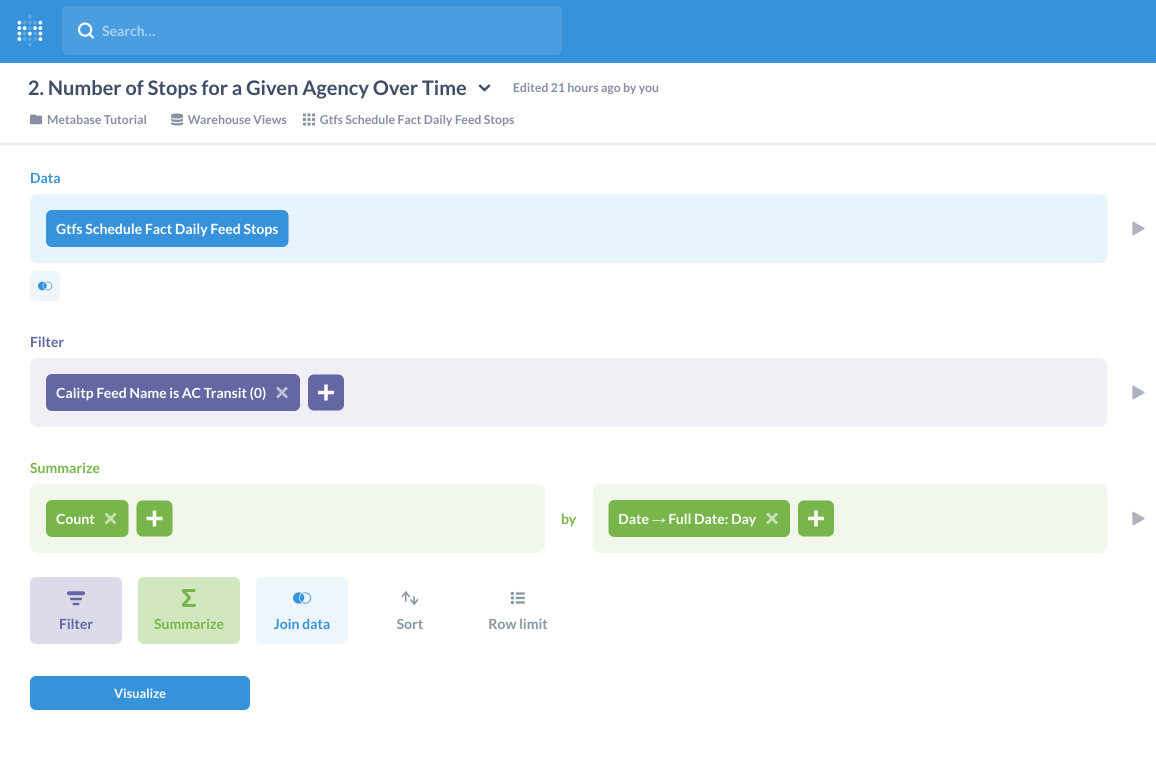 Search...
2. Number of Stops for a Given Agency Over Time
Edited 21 hours ago by you
Metabase Tutorial
Warehouse Views
Gtfs Schedule Fact Daily Feed Stops
Data
Gtfs Schedule Fact Daily Feed Stops
Filter
Calitp Feed Name is AC Transit (0)
Summarize
Count
by
Date → Full Date: Day
Filter
Summarize
Join data
Sort
Row limit
Visualize